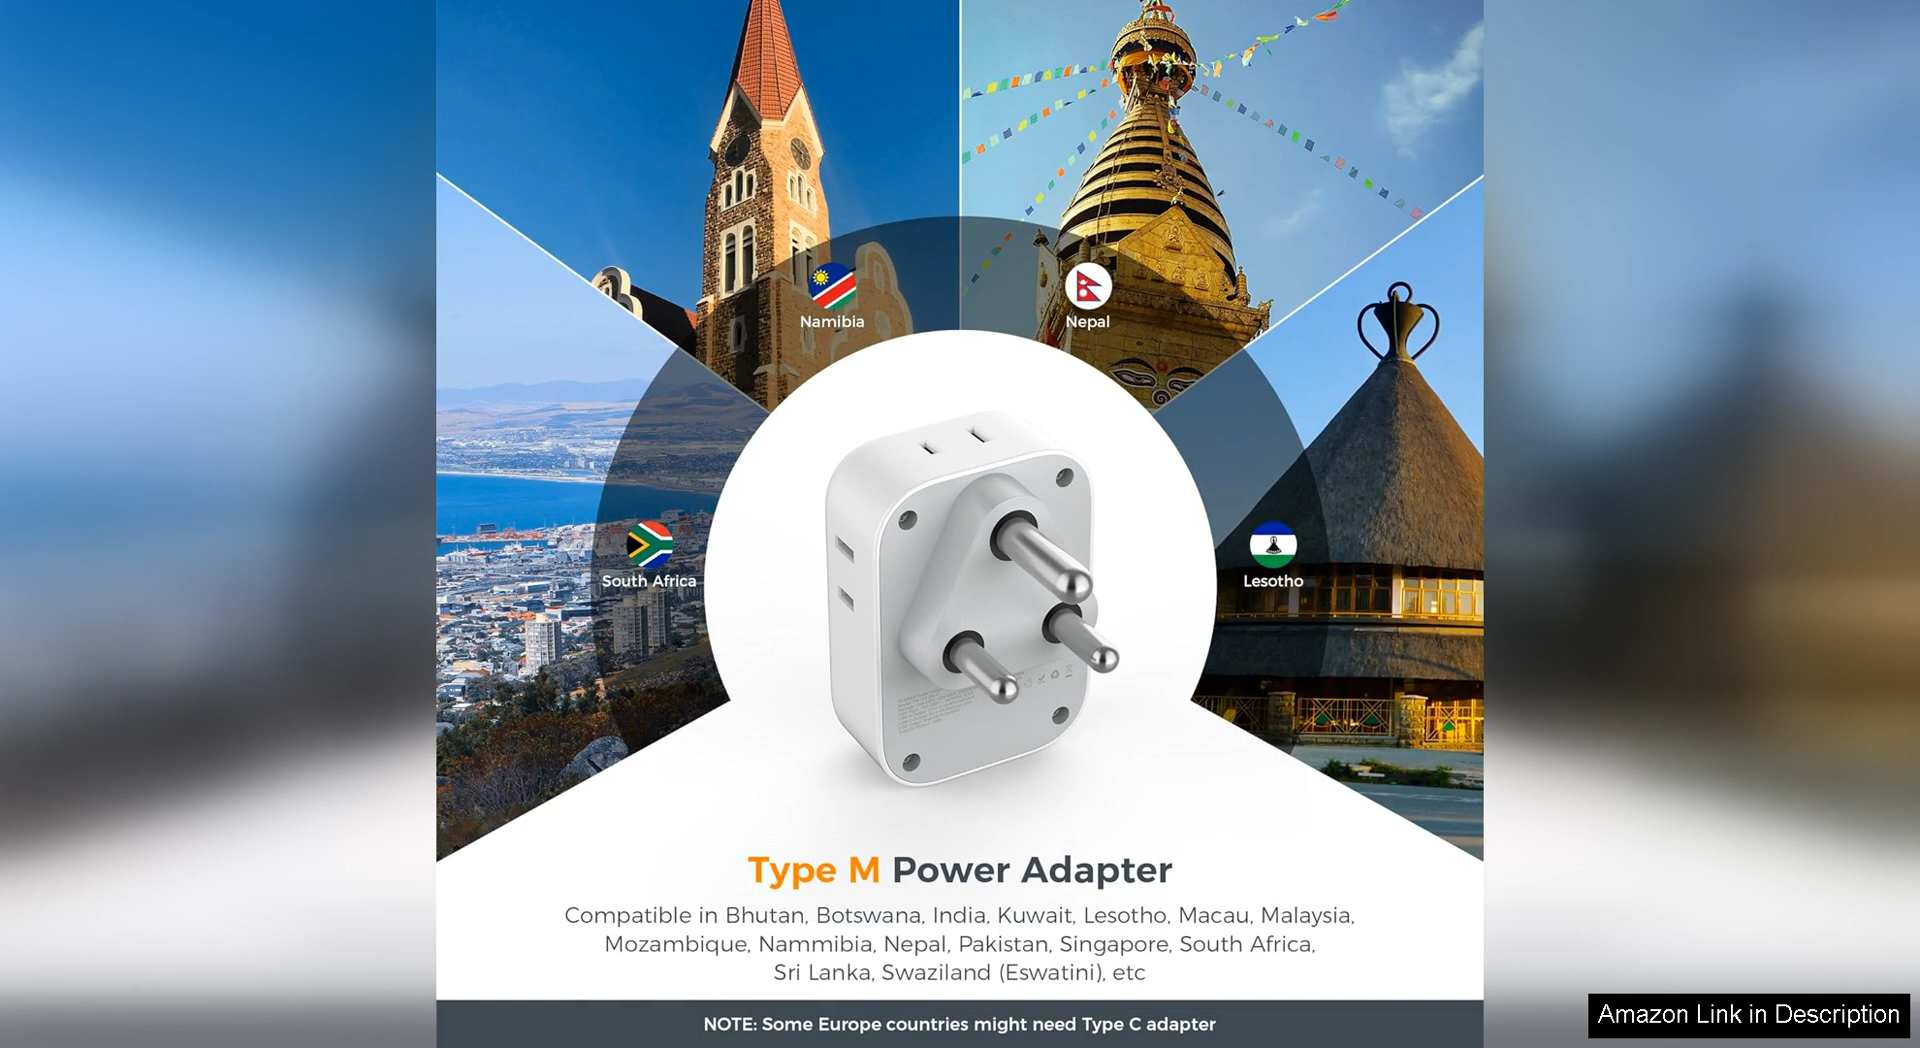 Namibia
Nepal
South Africa
Lesotho
Type M Power Adapter
Compatible in Bhutan, Botswana, India, Kuwait, Lesotho, Macau, Malaysia,
Mozambique, Nammibia, Nepal, Pakistan, Singapore, South Africa,
Sri Lanka, Swaziland (Eswatini), etc
NOTE: Some Europe countries might need Type C adapter
Amazon Link in Description